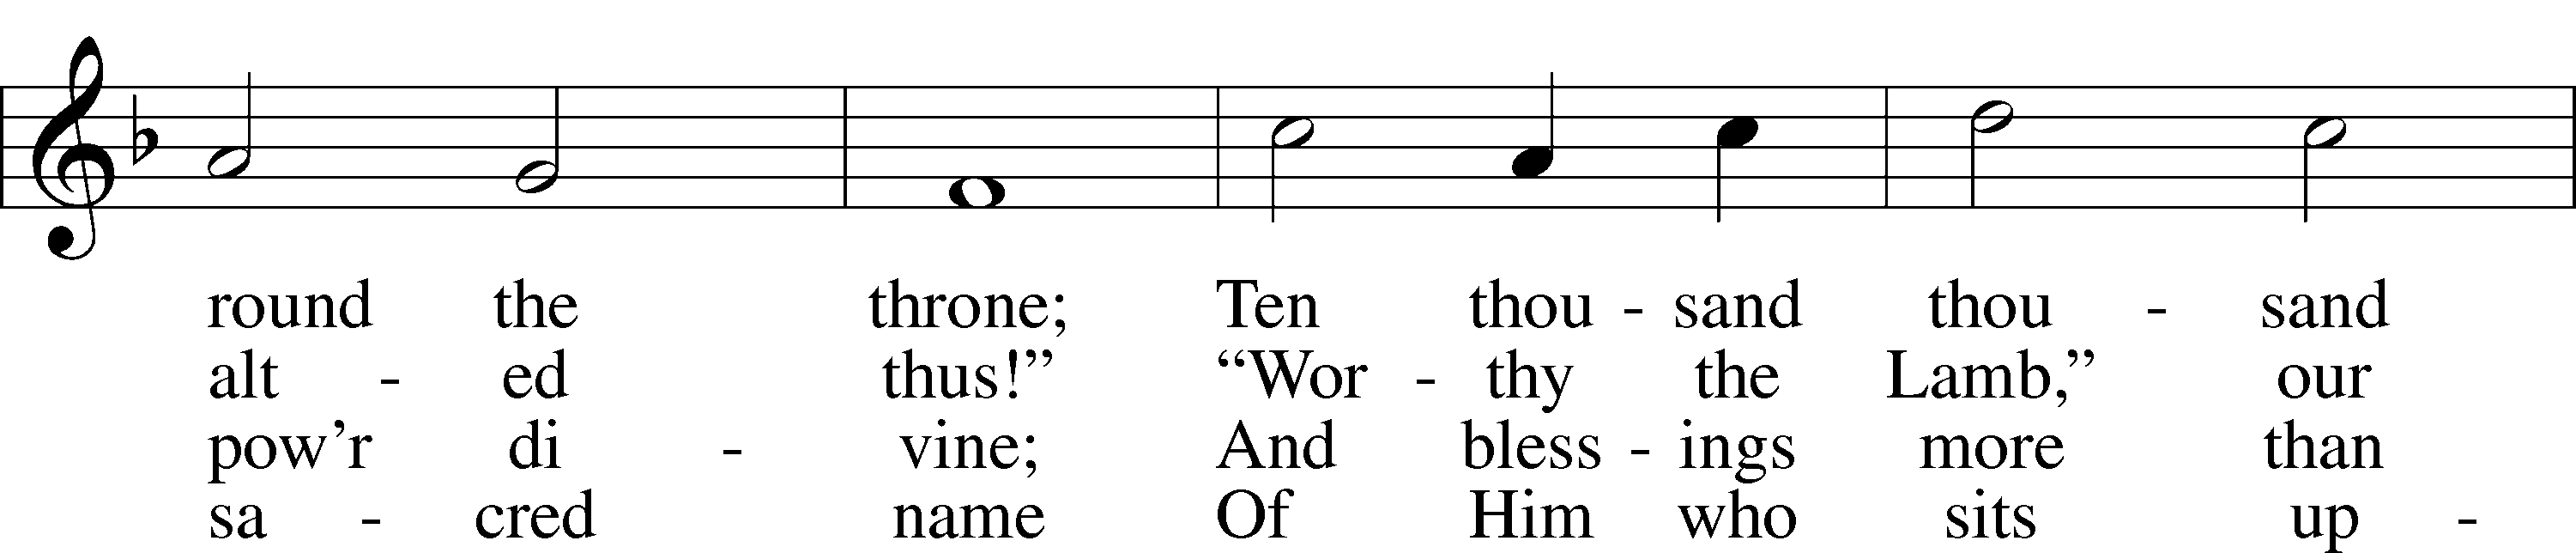 round the throne; Ten thou - sand thou - sand
alt - ed thus!” “Wor - thy the Lamb,” our
pow’r di - vine; And bless - ings more than
sa - cred name Of Him who sits up -